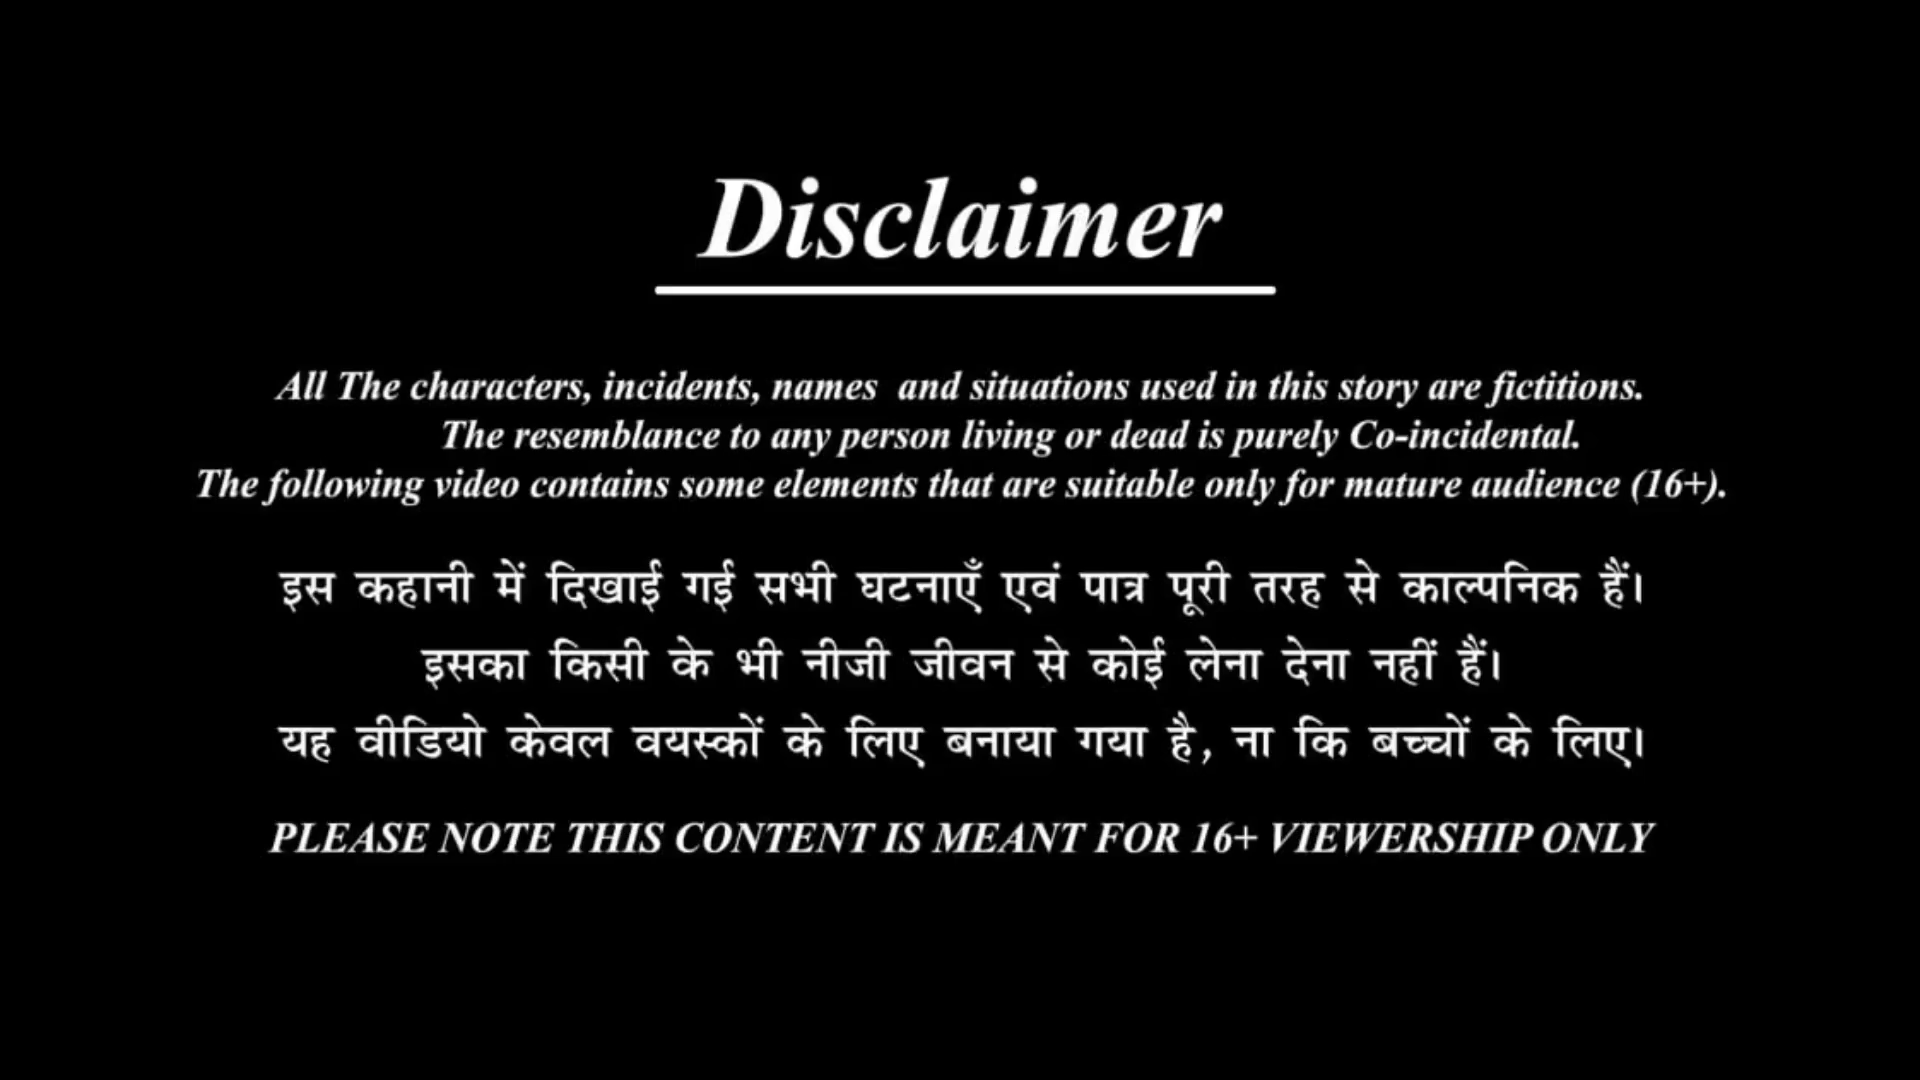 Disclaimer
All The characters, incidents, names and situations used in this story are fictitions.
The resemblance to any person living or dead is purely Co-incidental.
The following video contains some elements that are suitable only for mature audience (16+).
इस कहानी में दिखाई गई सभी घटनाएँ एवं पात्र पूरी तरह से काल्पनिक हैं।
इसका किसी के भी नीजी जीवन से कोई लेना देना नहीं हैं।
यह वीडियो केवल वयस्कों के लिए बनाया गया है, ना कि बच्चों के लिए।
PLEASE NOTE THIS CONTENT IS MEANT FOR 16+ VIEWERSHIP ONLY